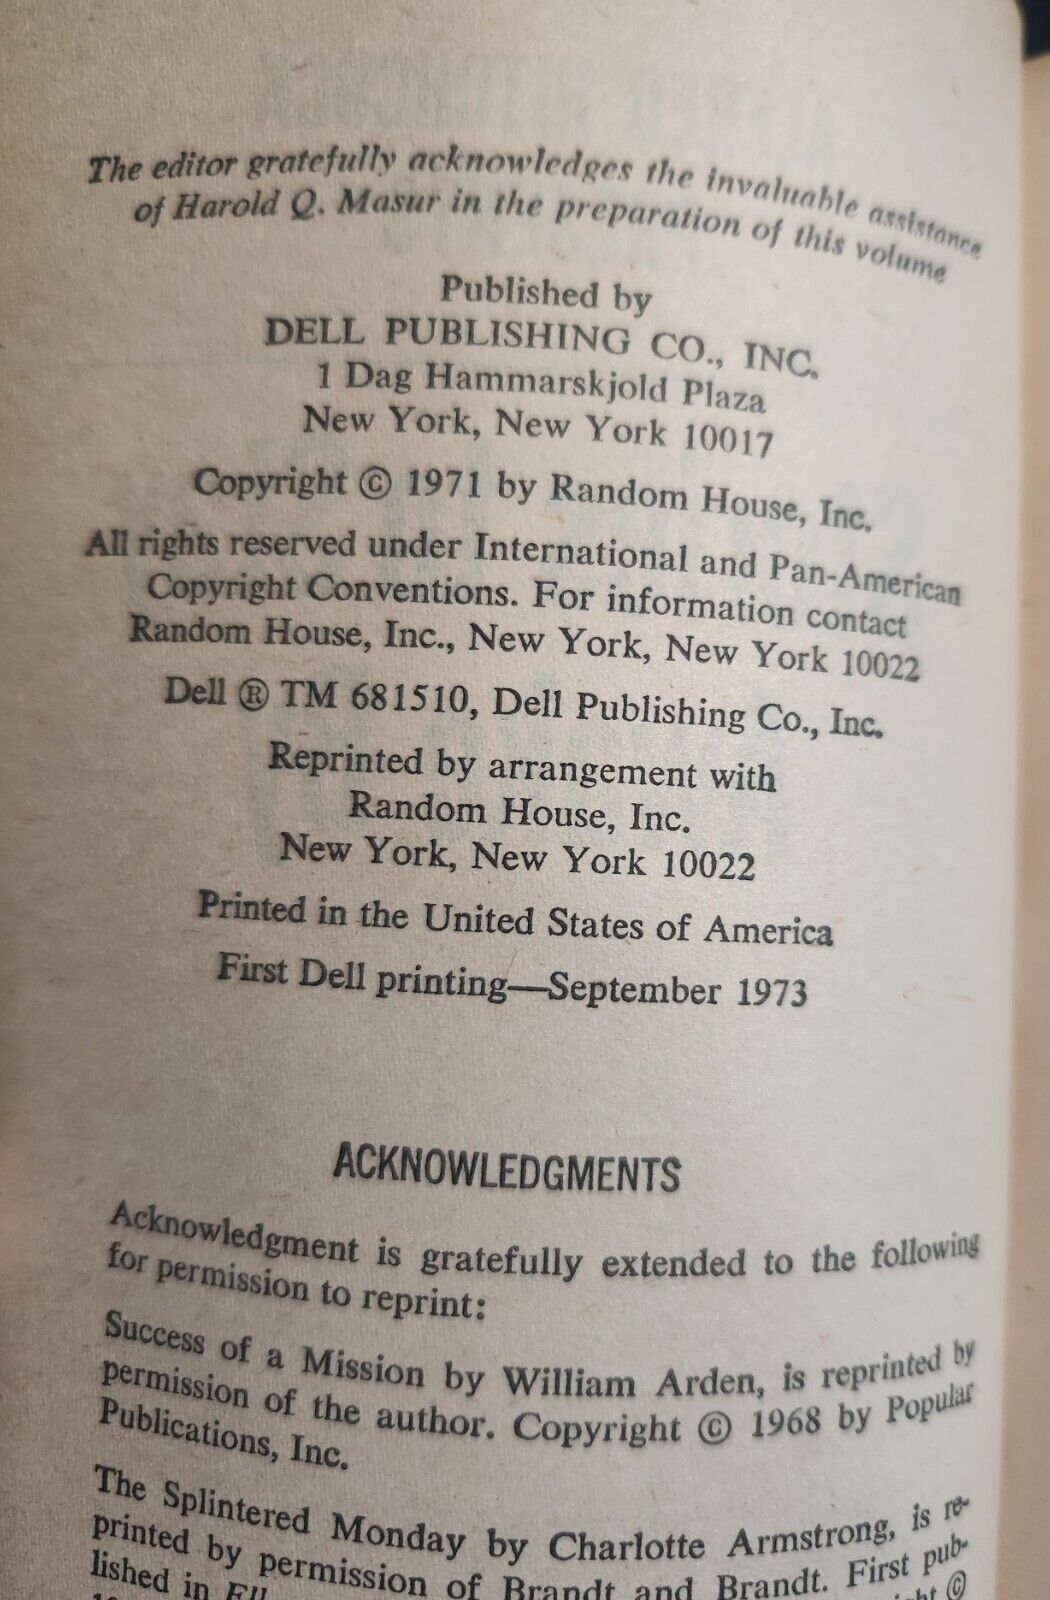 The editor gratefully acknowledges the invaluable assistance
of Harold Q. Masur in the preparation of this volume
Published by
DELL PUBLISHING CO., INC.
1 Dag Hammarskjold Plaza
New York, New York 10017
Copyright © 1971 by Random House, Inc.
All rights reserved under International and Pan-American
Copyright Conventions. For information contact
Random House, Inc., New York, New York 10022
Dell ® TM 681510, Dell Publishing Co., Inc.
Reprinted by arrangement with
Random House, Inc.
New York, New York 10022
Printed in the United States of America
First Dell printing—September 1973
ACKNOWLEDGMENTS
Acknowledgment is gratefully extended to the following
for permission to reprint:
Success of a Mission by William Arden, is reprinted by
permission of the author. Copyright © 1968 by Popular
Publications, Inc.
The Splintered Monday by Charlotte Armstrong, is re-
printed by permission of Brandt and Brandt. First pub-
lished in ©